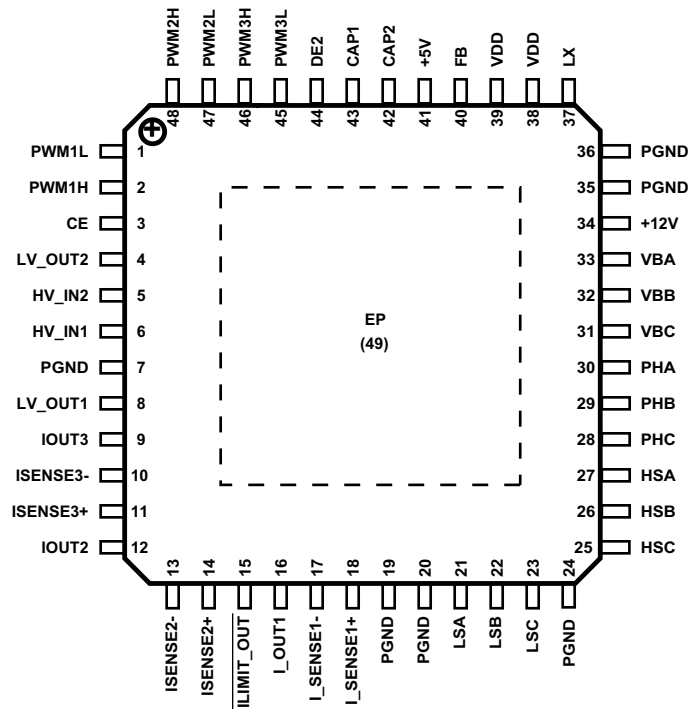 PWM2H
PWM2L
PWM3H
PWM3L
DE2
CAP1
CAP2
+5V
FB
VDD
VDD
LX
48
47
46
45
44
43
42
41
40
39
38
37
PWM1L 1
PWM1H 2
CE 3
LV_OUT2 4
HV_IN2 5
HV_IN1 6
PGND 7
LV_OUT1 8
IOUT3 9
ISENSE3- 10
ISENSE3+ 11
IOUT2 12
EP
(49)
36 PGND
35 PGND
34 +12V
33 VBA
32 VBB
31 VBC
30 PHA
29 PHB
28 PHC
27 HSA
26 HSB
25 HSC
13
14
15
16
17
18
19
20
21
22
23
24
ISENSE2-
ISENSE2+
ILIMIT_OUT
I_OUT1
I_SENSE1-
I_SENSE1+
PGND
PGND
LSA
LSB
LSC
PGND